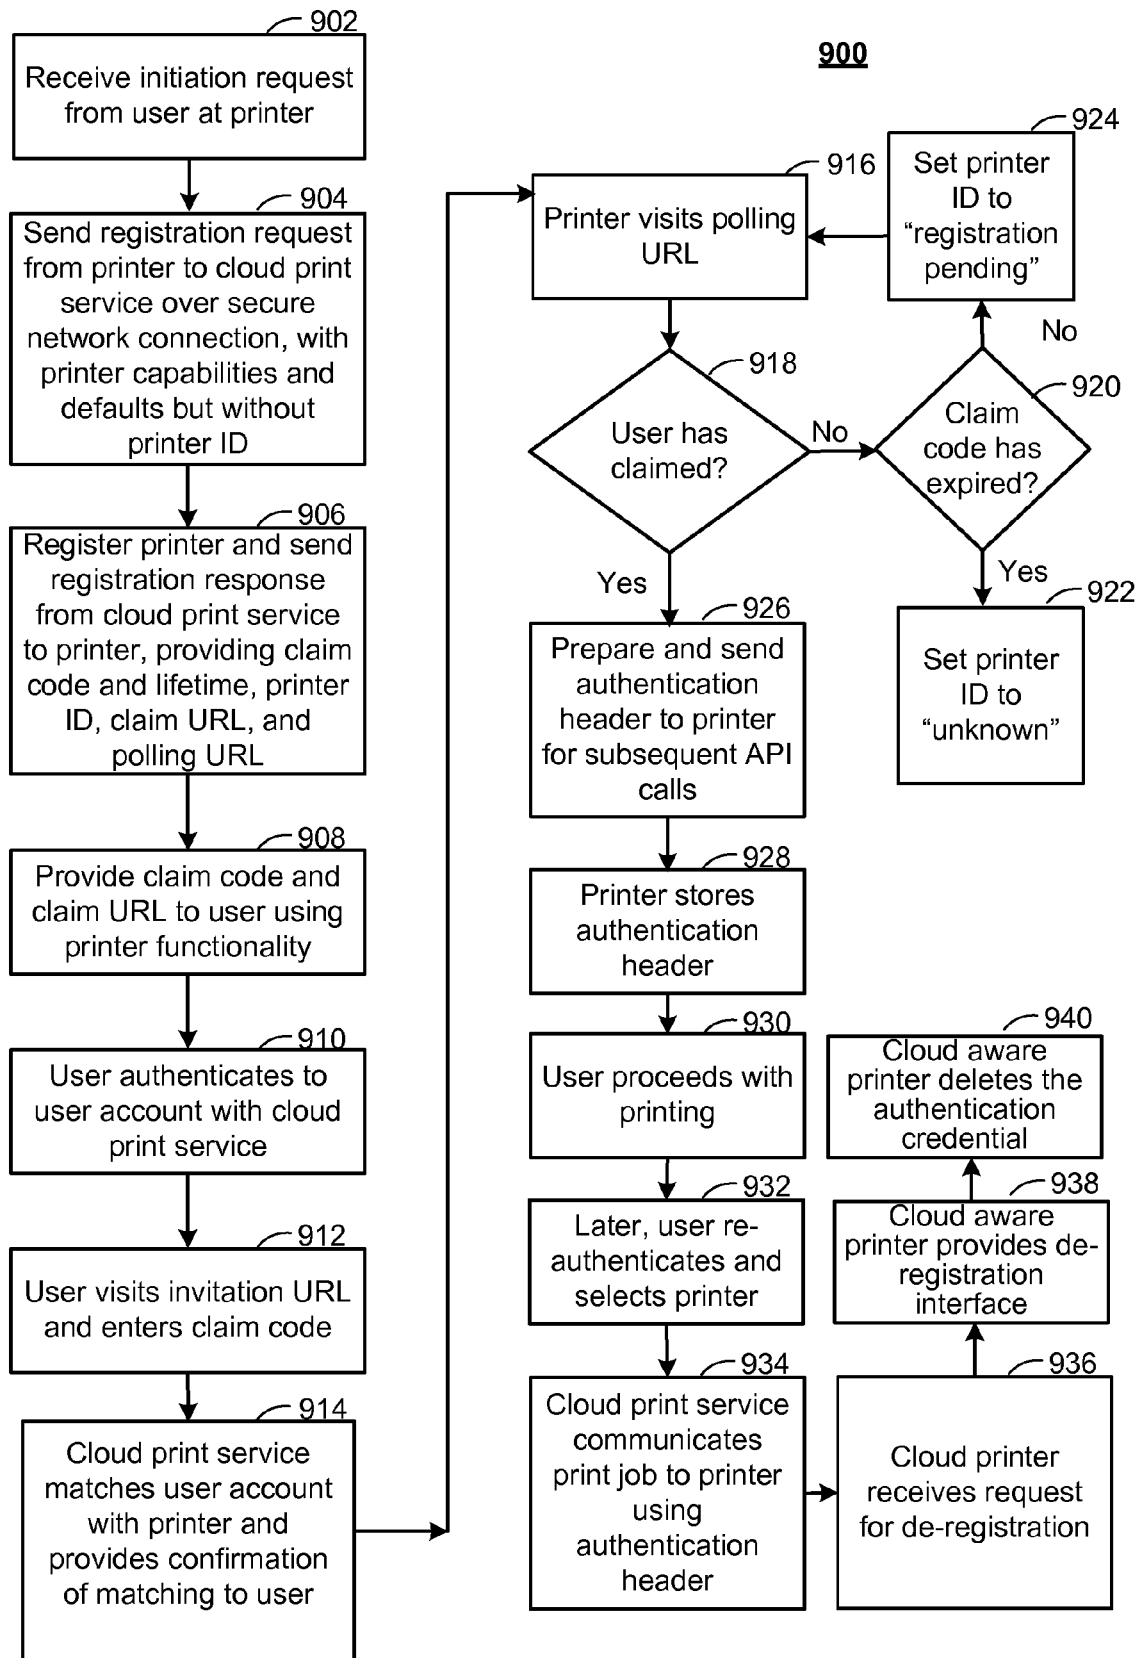 900
902
Receive initiation request
from user at printer
904
Send registration request
from printer to cloud print
service over secure
network connection, with
printer capabilities and
defaults but without
printer ID
906
Register printer and send
registration response
from cloud print service
to printer, providing claim
code and lifetime, printer
ID, claim URL, and
polling URL
908
Provide claim code and
claim URL to user using
printer functionality
910
User authenticates to
user account with cloud
print service
912
User visits invitation URL
and enters claim code
914
Cloud print service
matches user account
with printer and
provides confirmation
of matching to user
916
Printer visits polling
URL
918
User has
claimed?
No
Yes
920
Claim
code has
expired?
No
Yes
922
Set printer
ID to
“unknown”
924
Set printer
ID to
“registration
pending”
926
Prepare and send
authentication
header to printer
for subsequent API
calls
928
Printer stores
authentication
header
930
User proceeds with
printing
932
Later, user re-
authenticates and
selects printer
934
Cloud print service
communicates
print job to printer
using
authentication
header
936
Cloud printer
receives request
for de-registration
938
Cloud aware
printer provides de-
registration
interface
940
Cloud aware
printer deletes the
authentication
credential